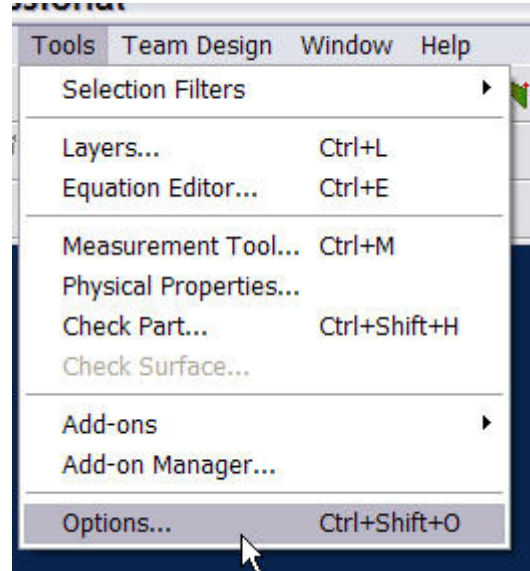 Tools Team Design Window Help
Selection Filters
Layers... Ctrl+L
Equation Editor... Ctrl+E
Measurement Tool... Ctrl+M
Physical Properties...
Check Part... Ctrl+Shift+H
Check Surface...
Add-ons
Add-on Manager...
Options... Ctrl+Shift+O